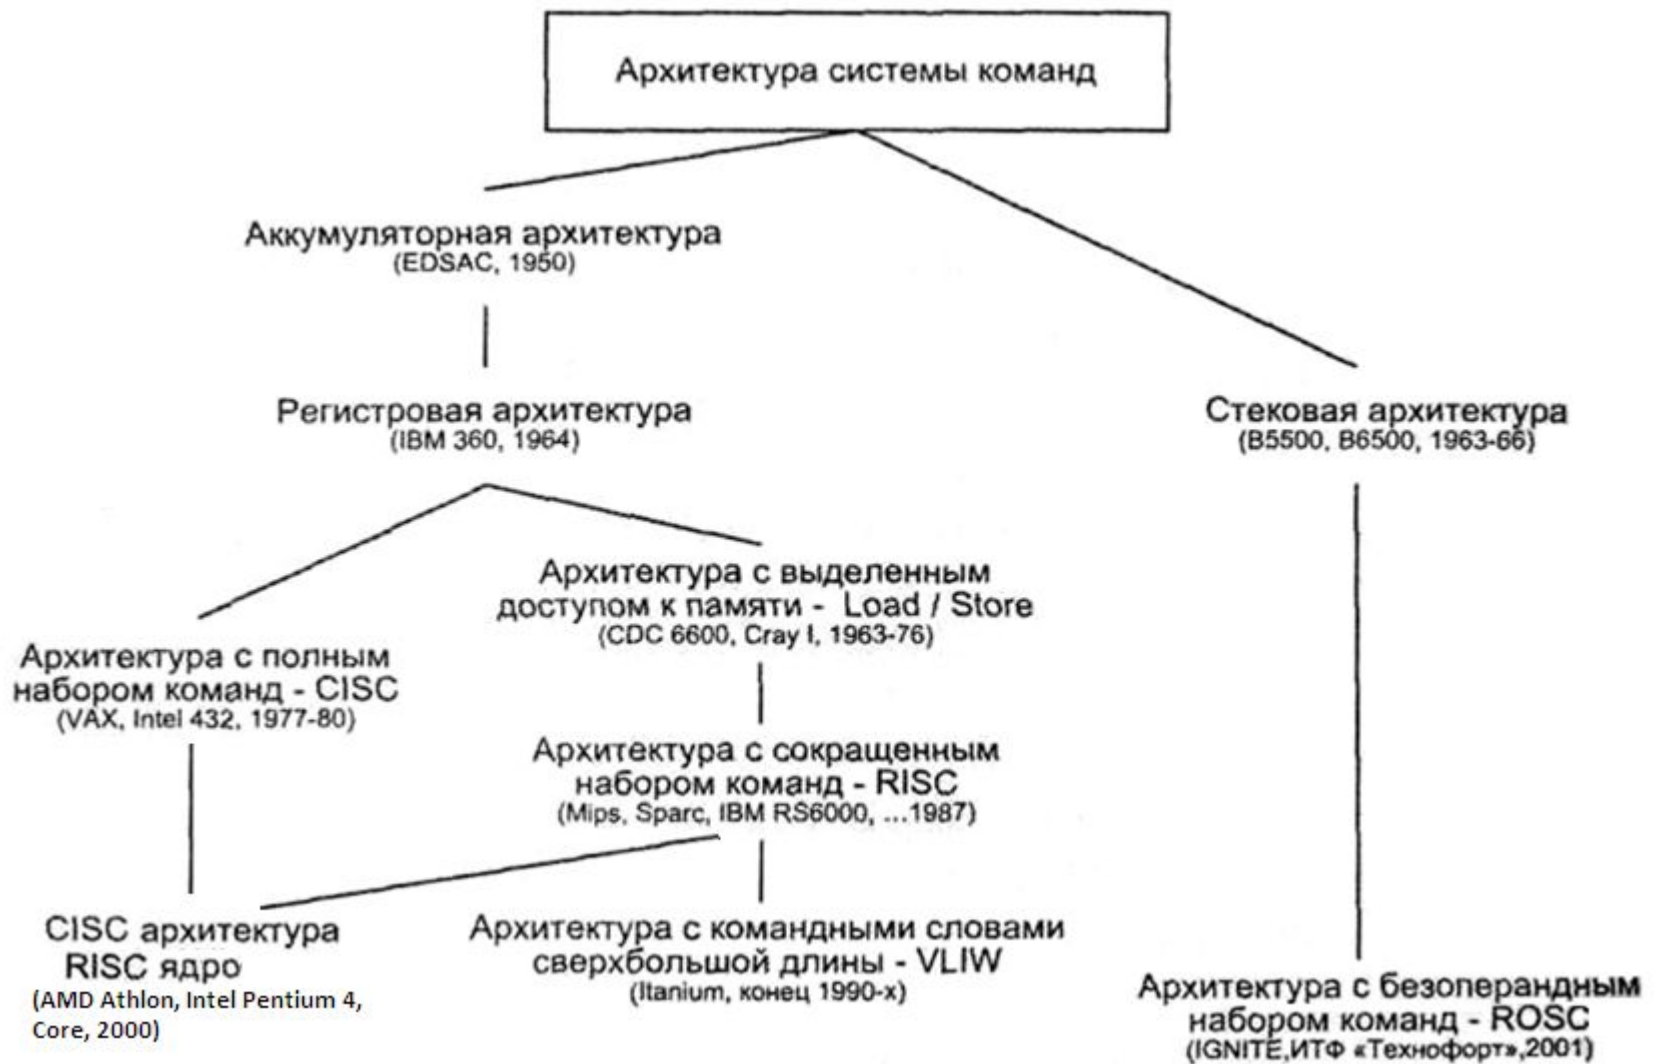 Архитектура системы команд
Аккумуляторная архитектура
(EDSAC, 1950)
Регистровая архитектура
(IBM 360, 1964)
Стековая архитектура
(B5500, B6500, 1963-66)
Архитектура с выделенным
доступом к памяти - Load / Store
(CDC 6600, Cray I, 1963-76)
Архитектура с полным
набором команд - CISC
(VAX, Intel 432, 1977-80)
Архитектура с сокращенным
набором команд - RISC
(Mips, Sparc, IBM RS6000, ...1987)
CISC архитектура
RISC ядро
(AMD Athlon, Intel Pentium 4,
Core, 2000)
Архитектура с командными словами
сверхбольшой длины - VLIW
(Itanium, конец 1990-х)
Архитектура с безоперандным
набором команд - ROSC
(IGNITE,ИТФ «Технофорт»,2001)